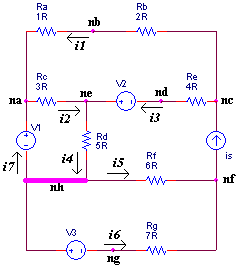 nb
Ra
1R
Rb
2R
i1
na
Rc
3R
ne
V2
nd
Re
4R
nc
i2
i3
V1
Rd
5R
is
i7
i4
i5
Rf
6R
nf
nh
V3
i6
Rg
7R
ng